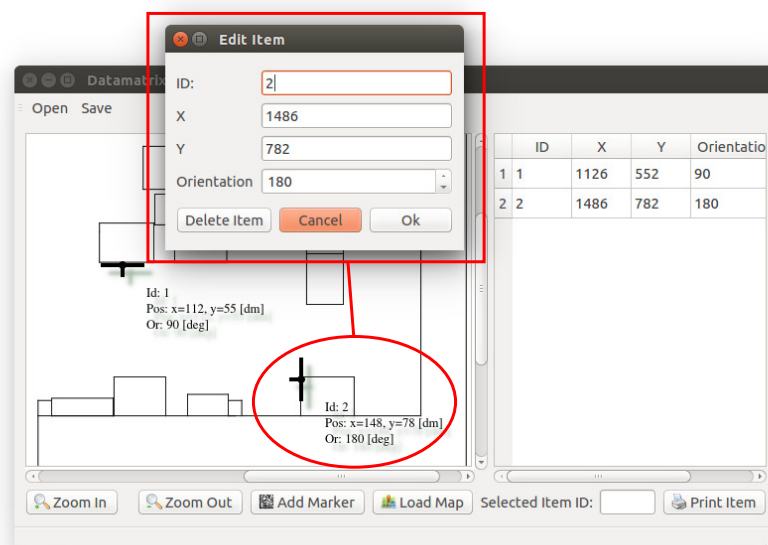 Edit Item
ID: 2
X 1486
Y 782
Orientation 180
Delete Item Cancel Ok
Open Save
ID X Y Orientatio
1 1 1126 552 90
2 2 1486 782 180
Id: 1
Pos: x=112, y=55 [dm]
Or: 90 [deg]
Id: 2
Pos: x=148, y=78 [dm]
Or: 180 [deg]
Zoom In Zoom Out Add Marker Load Map Selected Item ID: Print Item